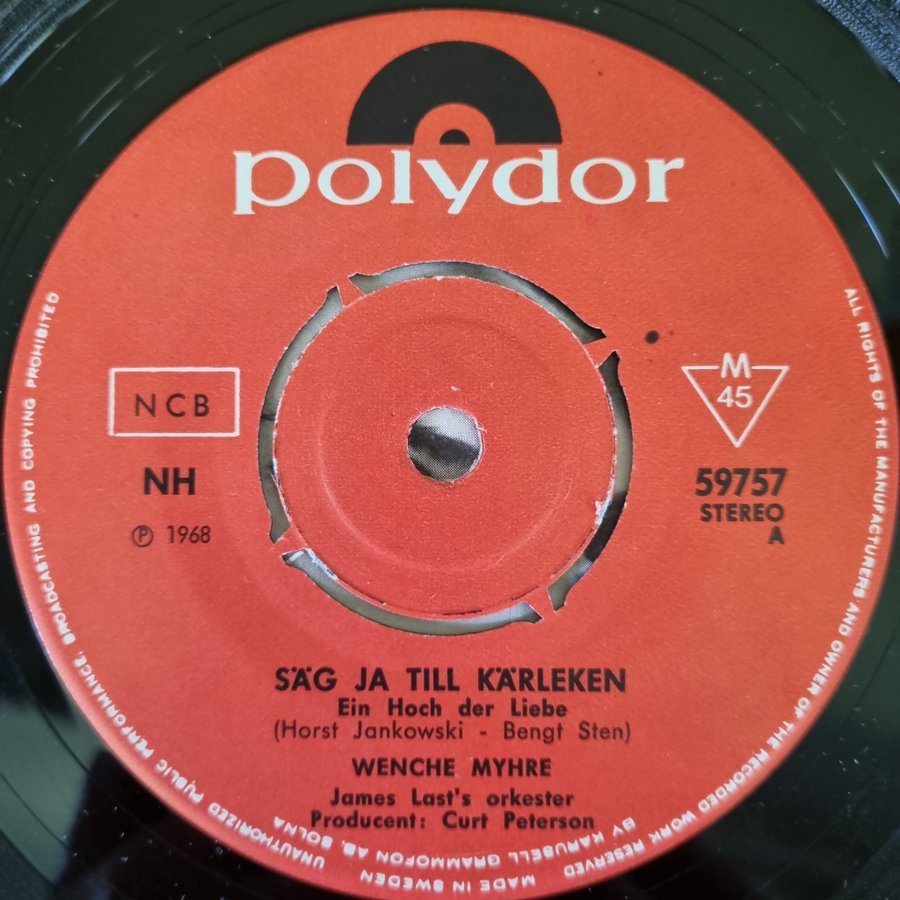 polydor
NCB
NH
℗ 1968
M
45
59757
STEREO
A
SÄG JA TILL KÄRLEKEN
Ein Hoch der Liebe
(Horst Jankowski - Bengt Sten)
WENCHE MYHRE
James Last's orkester
Producent: Curt Peterson
ALL RIGHTS OF THE MANUFACTURERS AND OWNER OF THE RECORDED WORK RESERVED
UNAUTHORIZED PUBLIC PERFORMANCE, BROADCASTING AND COPYING PROHIBITED
BY KARUSELL GRAMMOFON AB, SOLNA
MADE IN SWEDEN